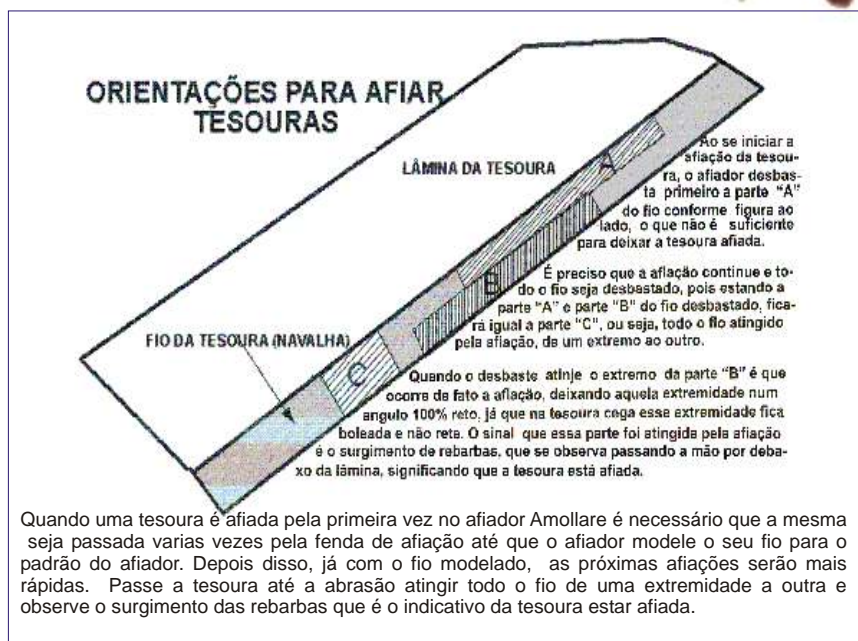 ORIENTAÇÕES PARA AFIAR
TESOURAS
LÂMINA DA TESOURA
A
Ao se iniciar a
afiação da tesou-
ra, o afiador desbas-
ta primeiro a parte “A”
do fio conforme figura ao
lado, o que não é suficiente
para deixar a tesoura afiada.
B
É preciso que a afiação continue e to-
do o fio seja desbastado, pois estando a
parte “A” e parte “B” do fio desbastado, fica-
rá igual a parte “C”, ou seja, todo o fio atingido
pela afiação, de um extremo ao outro.
FIO DA TESOURA (NAVALHA)
C
Quando o desbaste atinje o extremo da parte “B” é que
ocorre de fato a afiação, deixando aquela extremidade num
angulo 100% reto, já que na tesoura cega essa extremidade fica
boleada e não reta. O sinal que essa parte foi atingida pela afiação
é o surgimento de rebarbas, que se observa passando a mão por deba-
xo da lâmina, significando que a tesoura está afiada.
Quando uma tesoura é afiada pela primeira vez no afiador Amollare é necessário que a mesma
seja passada varias vezes pela fenda de afiação até que o afiador modele o seu fio para o
padrão do afiador. Depois disso, já com o fio modelado, as próximas afiações serão mais
rápidas. Passe a tesoura até a abrasão atingir todo o fio de uma extremidade a outra e
observe o surgimento das rebarbas que é o indicativo da tesoura estar afiada.